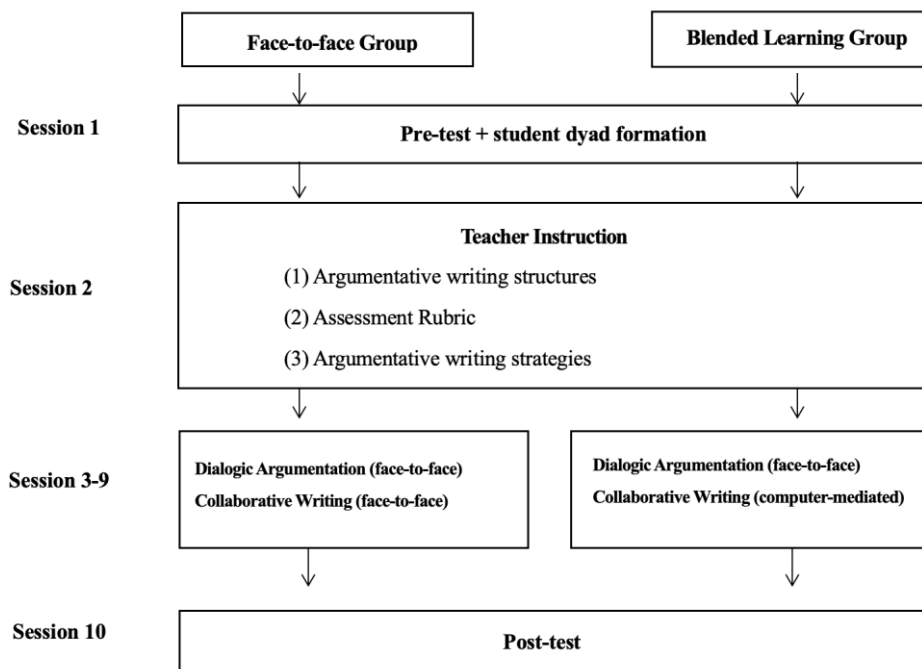 Face-to-face Group
Blended Learning Group
Session 1
Pre-test + student dyad formation
Session 2
Teacher Instruction
(1) Argumentative writing structures
(2) Assessment Rubric
(3) Argumentative writing strategies
Session 3-9
Dialogic Argumentation (face-to-face)
Collaborative Writing (face-to-face)
Dialogic Argumentation (face-to-face)
Collaborative Writing (computer-mediated)
Session 10
Post-test